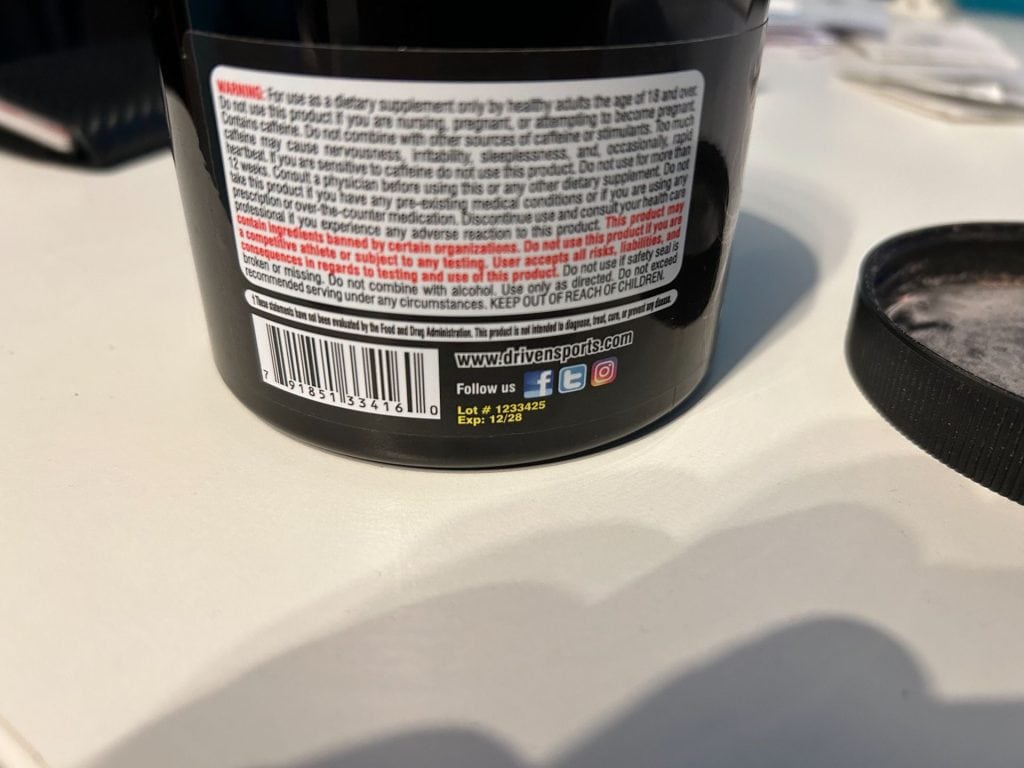 WARNING: For use as a dietary supplement only by healthy adults the age of 18 and over.
Do not use this product if you are nursing, pregnant, or attempting to become pregnant.
Contains caffeine. Do not combine with other sources of caffeine or stimulants. Too much
caffeine may cause nervousness, irritability, sleeplessness, and, occasionally, rapid
heartbeat. If you are sensitive to caffeine do not use this product. Do not use for more than
12 weeks. Consult a physician before using this or any other dietary supplement. Do not
take this product if you have any pre-existing medical conditions or if you are using any
prescription or over-the-counter medication. Discontinue use and consult your health care
professional if you experience any adverse reaction to this product. This product may
contain ingredients banned by certain organizations. Do not use this product if you are
a competitive athlete or subject to any testing. User accepts all risks, liabilities, and
consequences in regards to testing and use of this product. Do not use if safety seal is
broken or missing. Do not combine with alcohol. Use only as directed. Do not exceed
recommended serving under any circumstances. KEEP OUT OF REACH OF CHILDREN.
† These statements have not been evaluated by the Food and Drug Administration. This product is not intended to diagnose, treat, cure, or prevent any disease.
7 91851 33416 0
www.drivensports.com
Follow us
Lot # 1233425
Exp: 12/28